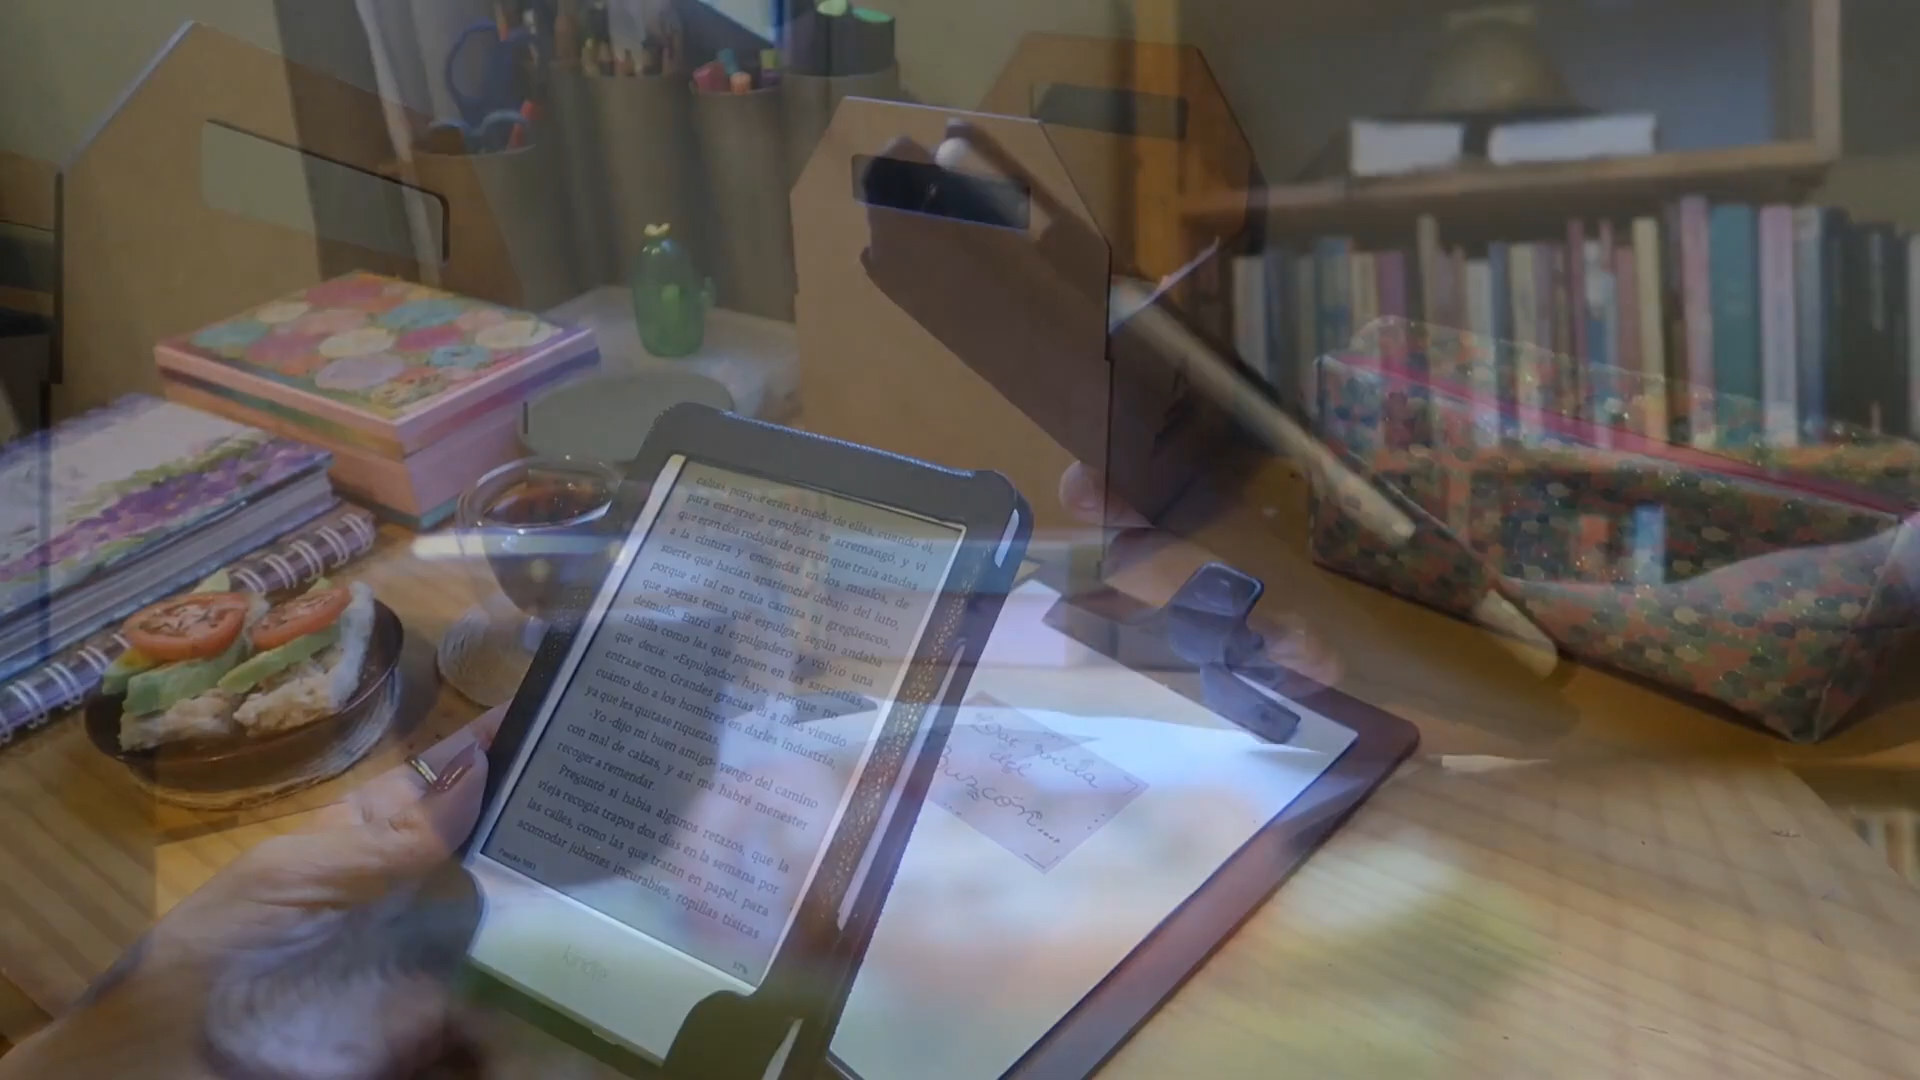 calzas, porque eran a modo de ellas, cuando él,
para entrarse a espulgar, se arremangó, y vi
que eran dos rodajas de cartón que traía atadas
a la cintura y encajadas en los muslos, de
suerte que hacían apariencia debajo del luto,
porque el tal no traía camisa ni gregüescos,
que apenas tenía qué espulgar según andaba
desnudo. Entró al espulgadero y volvió una
tablilla como las que ponen en las sacristías,
que decía: «Espulgador hay», porque no
entrase otro. Grandes gracias di a Dios viendo
cuánto dio a los hombres en darles industria,
ya que les quitase riquezas.
-Yo -dijo mi buen amigo- vengo del camino
con mal de calzas, y así me habré menester
recoger a remendar.
Preguntó si había algunos retazos, que la
vieja recogía trapos dos días en la semana por
las calles, como las que tratan en papel, para
acomodar jubones incurables, ropillas tísicas
57%
kindle
del
Buzcón....